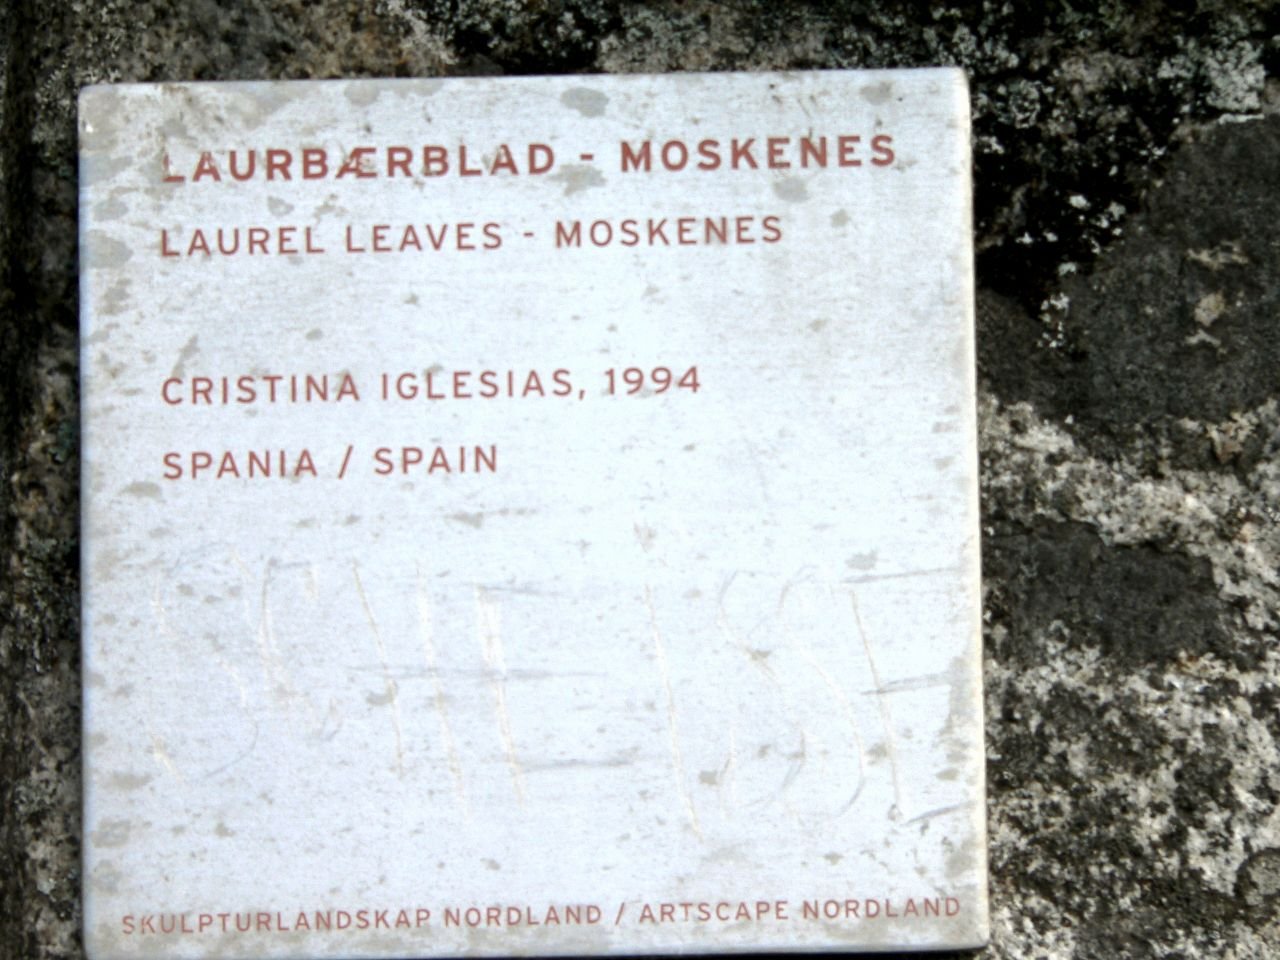 LAURBÆRBLAD - MOSKENES
LAUREL LEAVES - MOSKENES
CRISTINA IGLESIAS, 1994
SPANIA / SPAIN
SKULPTURLANDSKAP NORDLAND / ARTSCAPE NORDLAND